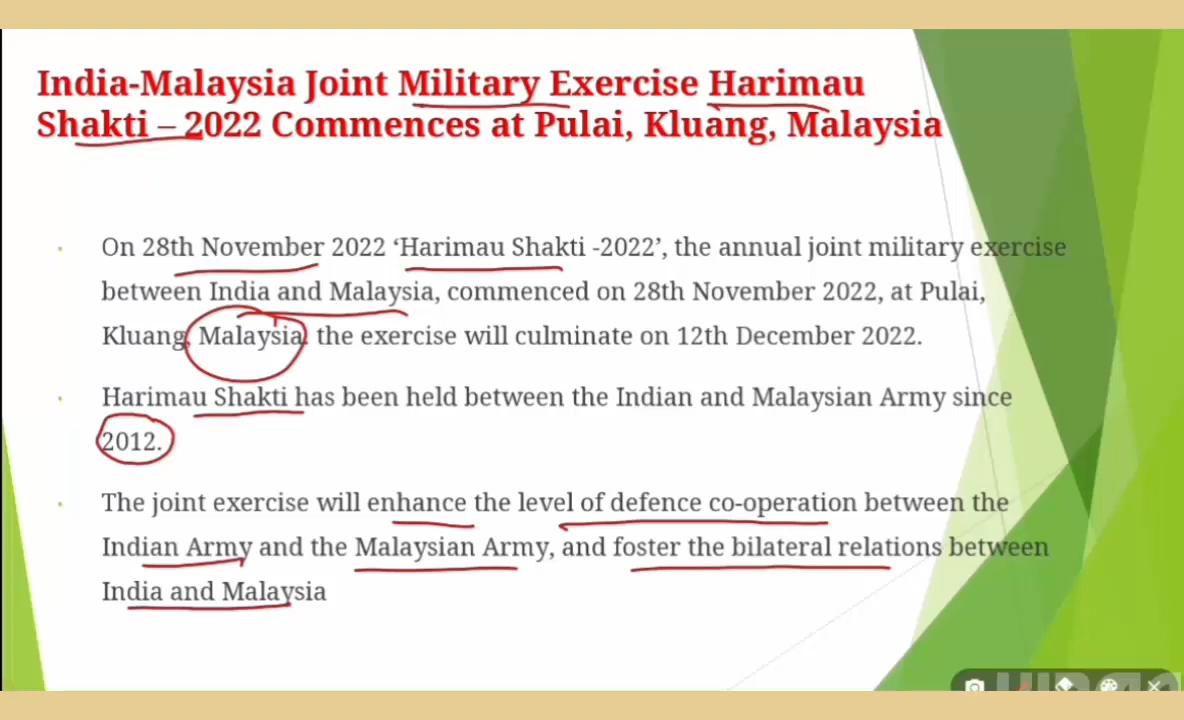 India-Malaysia Joint Military Exercise Harimau
Shakti – 2022 Commences at Pulai, Kluang, Malaysia
On 28th November 2022 ‘Harimau Shakti -2022’, the annual joint military exercise
between India and Malaysia, commenced on 28th November 2022, at Pulai,
Kluang, Malaysia, the exercise will culminate on 12th December 2022.
Harimau Shakti has been held between the Indian and Malaysian Army since
2012.
The joint exercise will enhance the level of defence co-operation between the
Indian Army and the Malaysian Army, and foster the bilateral relations between
India and Malaysia